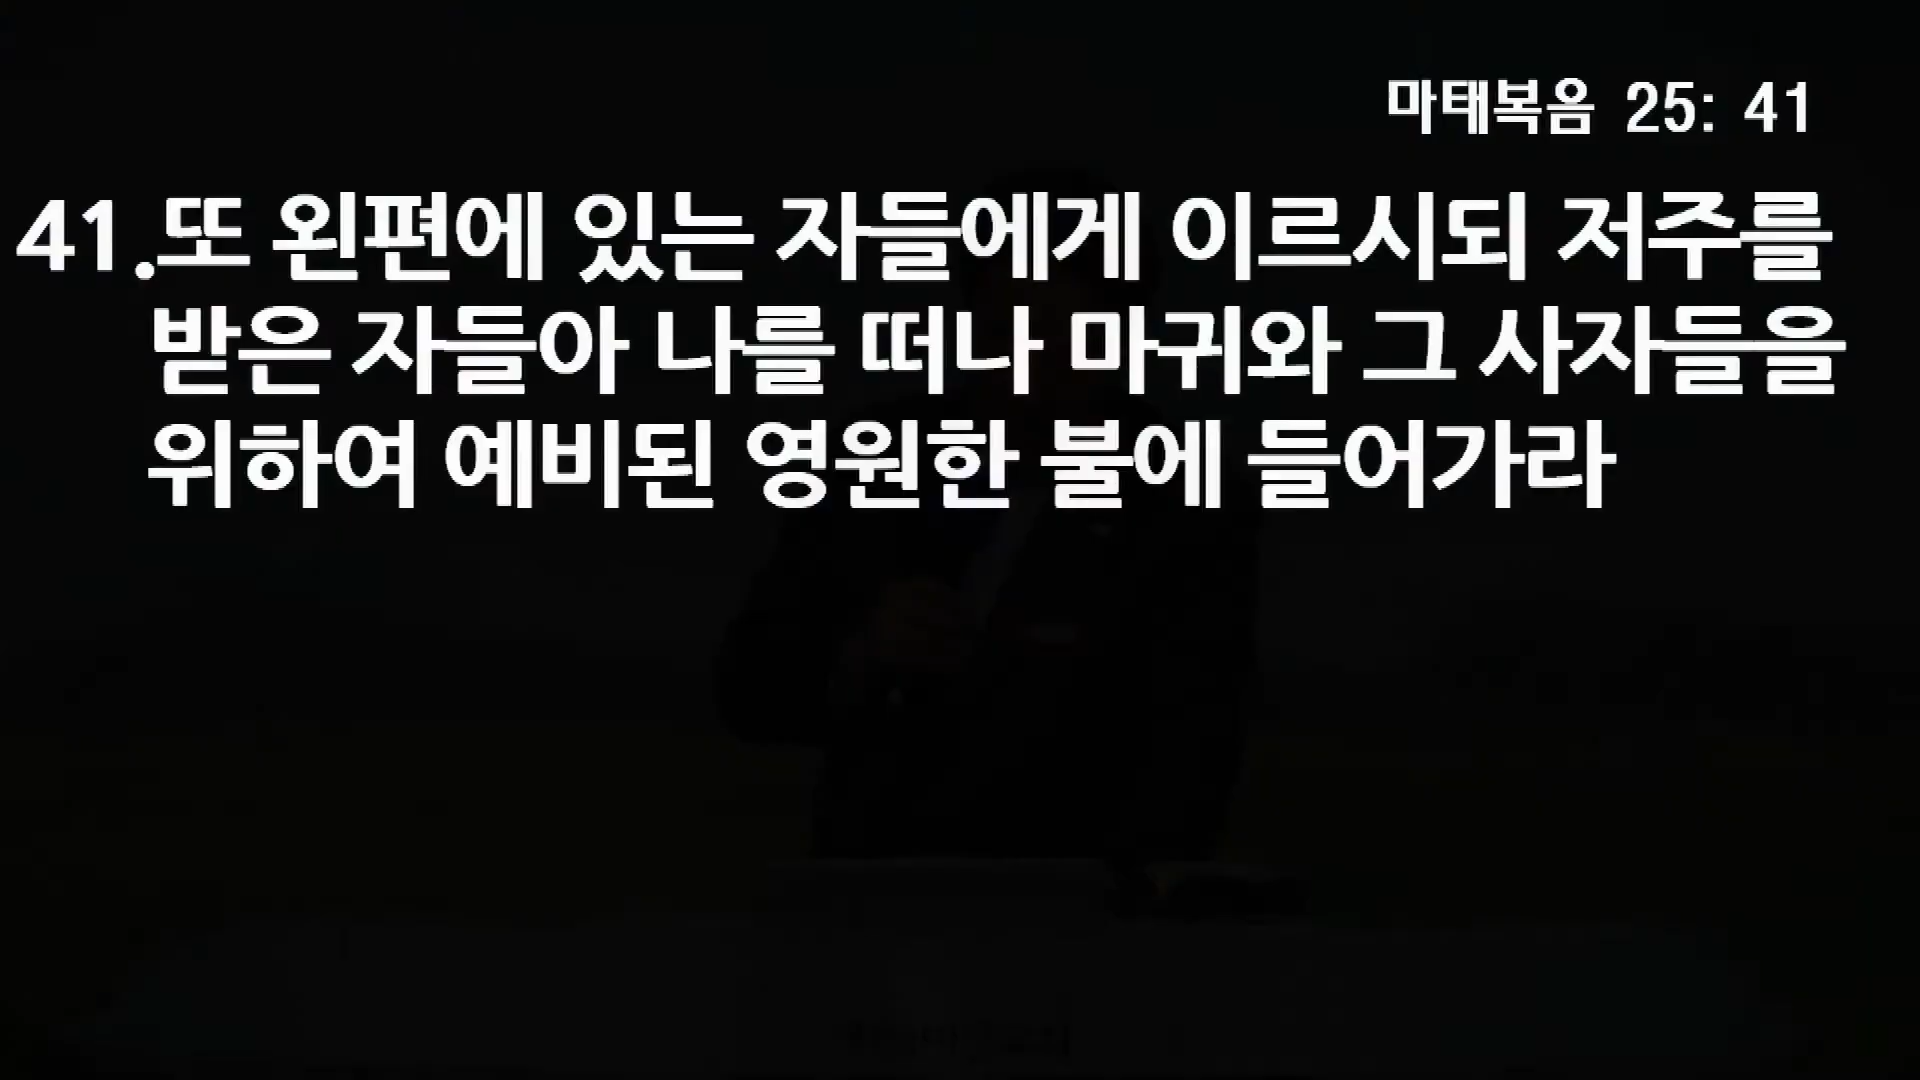 마태복음 25: 41
41.또 왼편에 있는 자들에게 이르시되 저주를
받은 자들아 나를 떠나 마귀와 그 사자들을
위하여 예비된 영원한 불에 들어가라